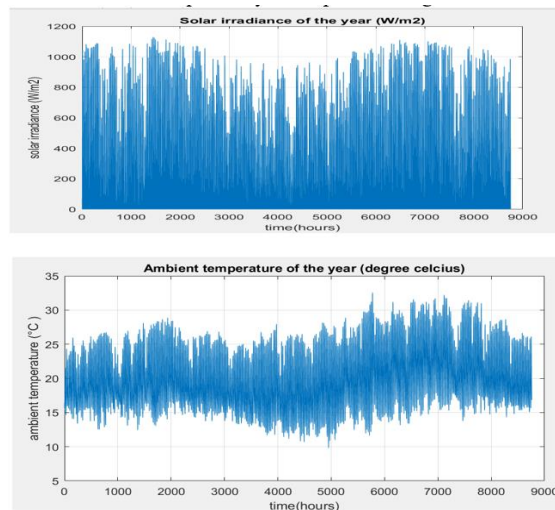 Solar irradiance of the year (W/m2)
1200
1000
800
600
400
200
0
solar irradiance (W/m2)
0 1000 2000 3000 4000 5000 6000 7000 8000 9000
time(hours)
Ambient temperature of the year (degree celcius)
35
30
25
20
15
10
5
ambient temperature (°C )
0 1000 2000 3000 4000 5000 6000 7000 8000 9000
time(hours)